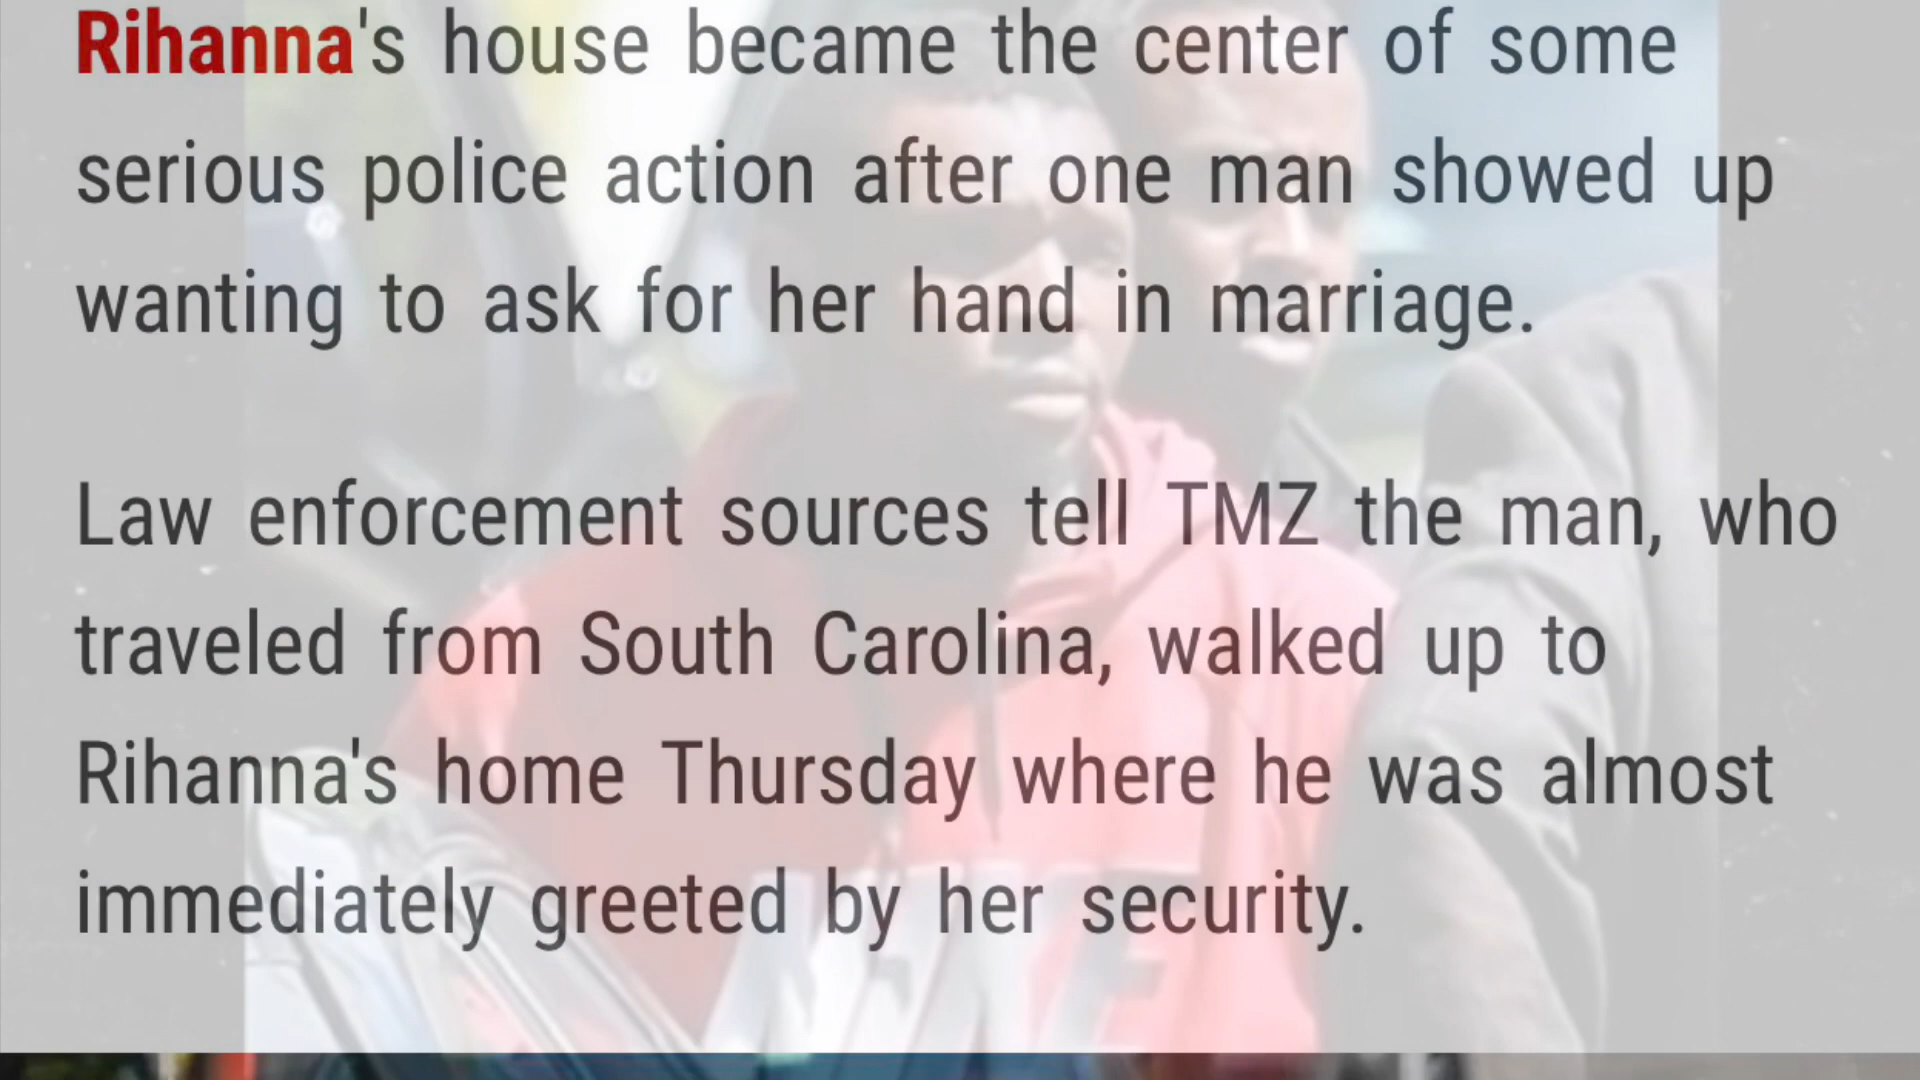 Rihanna's house became the center of some
serious police action after one man showed up
wanting to ask for her hand in marriage.
Law enforcement sources tell TMZ the man, who
traveled from South Carolina, walked up to
Rihanna's home Thursday where he was almost
immediately greeted by her security.